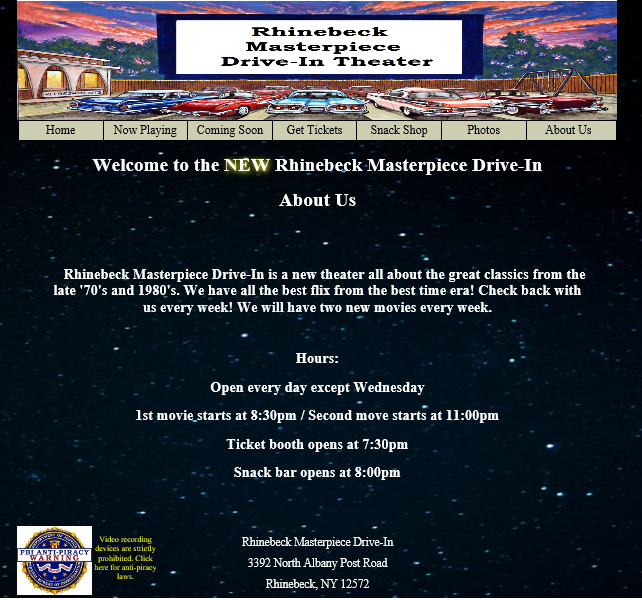 Rhinebeck
Masterpiece
Drive-In Theater
Home
Now Playing
Coming Soon
Get Tickets
Snack Shop
Photos
About Us
Welcome to the NEW Rhinebeck Masterpiece Drive-In
About Us
Rhinebeck Masterpiece Drive-In is a new theater all about the great classics from the
late '70's and 1980's. We have all the best flix from the best time era! Check back with
us every week! We will have two new movies every week.
Hours:
Open every day except Wednesday
1st movie starts at 8:30pm / Second move starts at 11:00pm
Ticket booth opens at 7:30pm
Snack bar opens at 8:00pm
FBI ANTI-PIRACY
WARNING
Video recording
devices are strictly
prohibited. Click
here for anti-piracy
laws.
Rhinebeck Masterpiece Drive-In
3392 North Albany Post Road
Rhinebeck, NY 12572